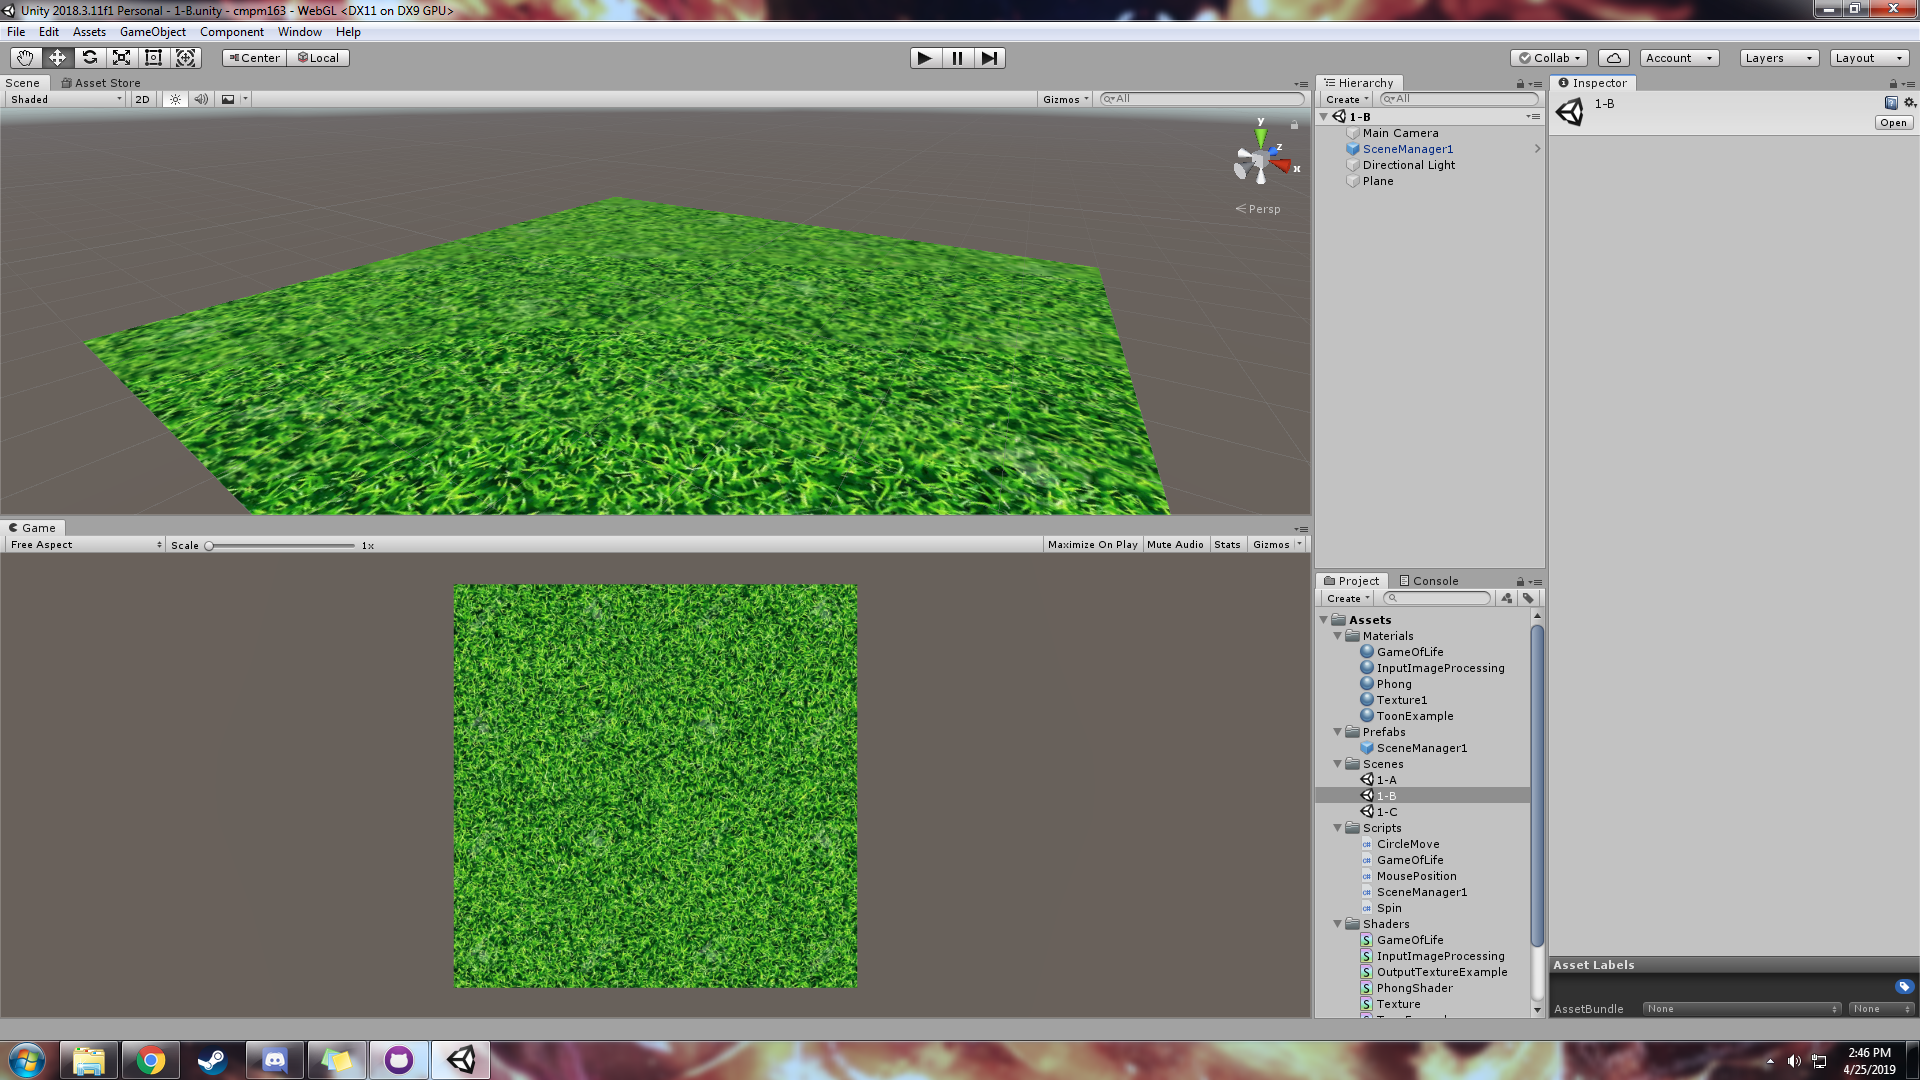 Unity 2018.3.11f1 Personal - 1-B.unity - cmpm163 - WebGL <DX11 on DX9 GPU>
File Edit Assets GameObject Component Window Help
Center Local
Collab Account Layers Layout
Scene Asset Store
Shaded 2D Gizmos All
y
z
x
Persp
Game
Free Aspect Scale 1x Maximize On Play Mute Audio Stats Gizmos
Hierarchy
Create All
1-B
Main Camera
SceneManager1
Directional Light
Plane
Project Console
Create
Assets
Materials
GameOfLife
InputImageProcessing
Phong
Texture1
ToonExample
Prefabs
SceneManager1
Scenes
1-A
1-B
1-C
Scripts
CircleMove
GameOfLife
MousePosition
SceneManager1
Spin
Shaders
GameOfLife
InputImageProcessing
OutputTextureExample
PhongShader
Texture
Inspector
1-B
Open
Asset Labels
AssetBundle None None
2:46 PM
4/25/2019